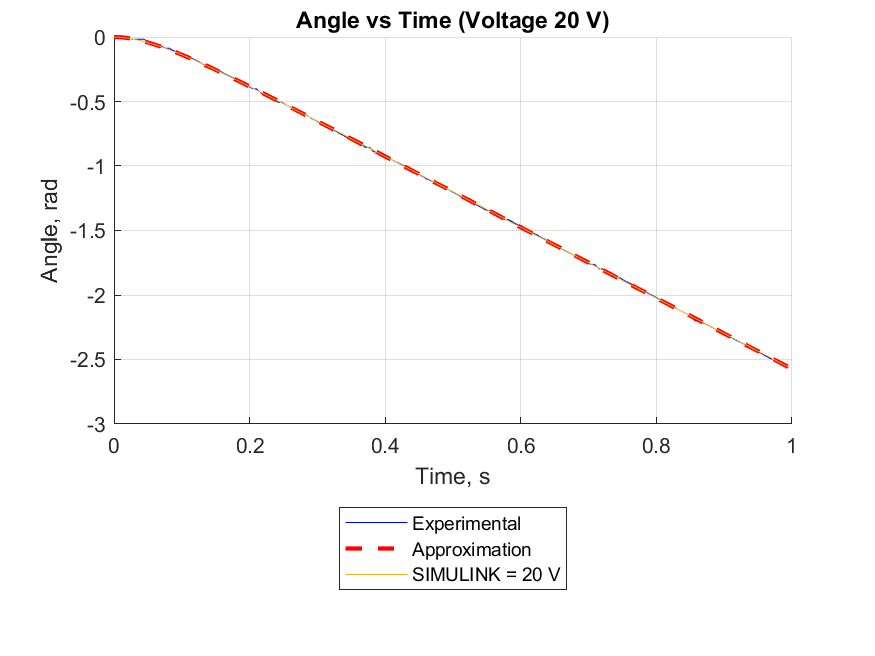 Angle vs Time (Voltage 20 V)
0
-0.5
-1
-1.5
-2
-2.5
-3
Angle, rad
0 0.2 0.4 0.6 0.8 1
Time, s
Experimental
Approximation
SIMULINK = 20 V